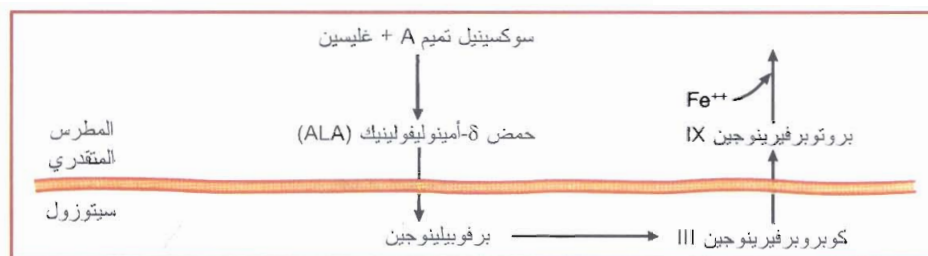 سوكسينيل تميم A + غليسين
Fe++
حمض δ-أمينوليفولينيك (ALA)
بروتوبرفيرينوجين IX
المطرس
المتقدري
سيتوزول
برفوبيلينوجين
كوبروبرفيرينوجين III